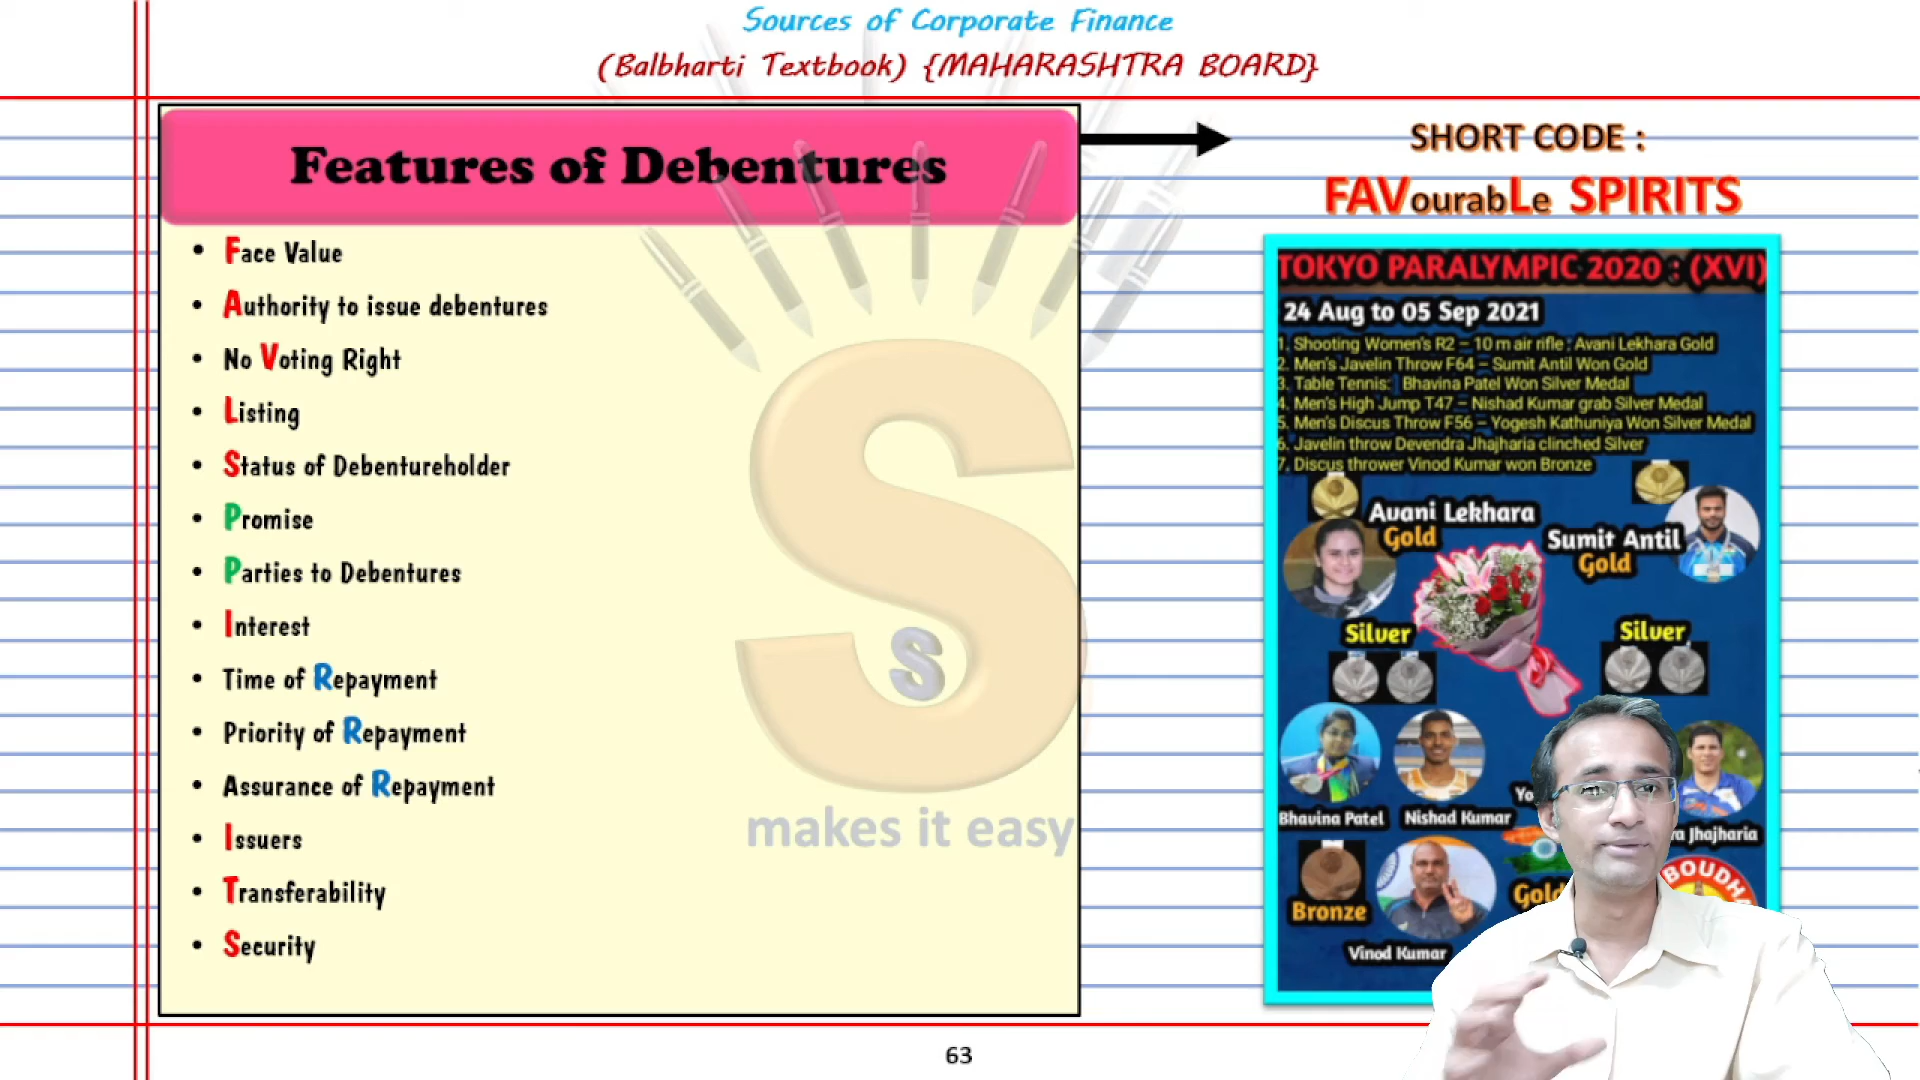 Sources of Corporate Finance
(Balbharti Textbook) {MAHARASHTRA BOARD}
Features of Debentures
• Face Value
• Authority to issue debentures
• No Voting Right
• Listing
• Status of Debentureholder
• Promise
• Parties to Debentures
• Interest
• Time of Repayment
• Priority of Repayment
• Assurance of Repayment
• Issuers
• Transferability
• Security
S
S
makes it easy
SHORT CODE :
FAVourabLe SPIRITS
TOKYO PARALYMPIC 2020 : (XVI)
24 Aug to 05 Sep 2021
1. Shooting Women's R2 – 10 m air rifle : Avani Lekhara Gold
2. Men's Javelin Throw F64 – Sumit Antil Won Gold
3. Table Tennis: Bhavina Patel Won Silver Medal
4. Men's High Jump T47 – Nishad Kumar grab Silver Medal
5. Men's Discus Throw F56 – Yogesh Kathuniya Won Silver Medal
6. Javelin throw Devendra Jhajharia clinched Silver
7. Discus thrower Vinod Kumar won Bronze
Avani Lekhara
Gold
Sumit Antil
Gold
Silver
Silver
Bhavina Patel
Nishad Kumar
Jhajharia
Bronze
Gold
Vinod Kumar
63